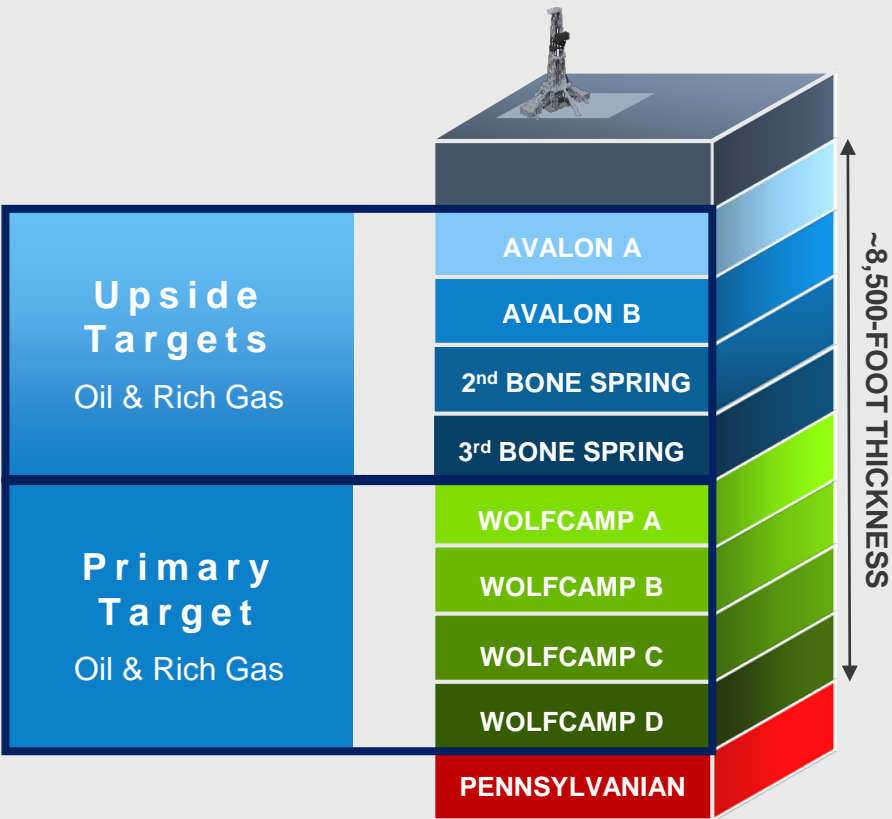 Upside
Targets
Oil & Rich Gas
Primary
Target
Oil & Rich Gas
AVALON A
AVALON B
2nd BONE SPRING
3rd BONE SPRING
WOLFCAMP A
WOLFCAMP B
WOLFCAMP C
WOLFCAMP D
PENNSYLVANIAN
~8,500-FOOT THICKNESS